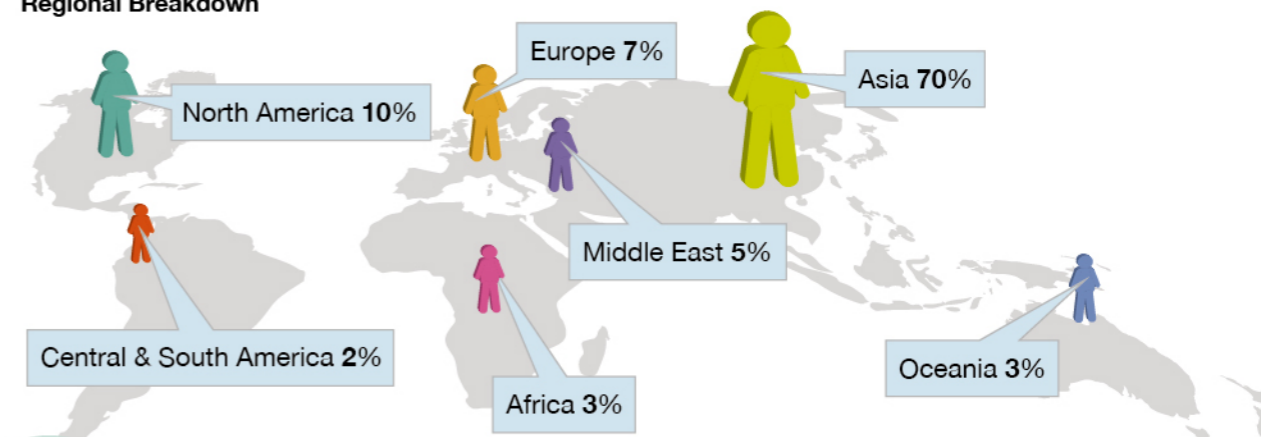 Regional Breakdown
Europe 7%
Asia 70%
North America 10%
Middle East 5%
Central & South America 2%
Oceania 3%
Africa 3%